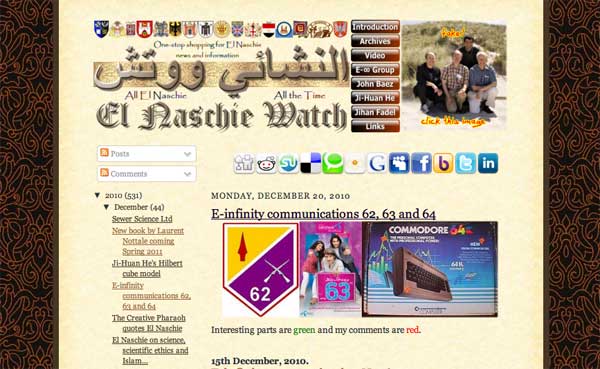 One-stop shopping for El Naschie
news and information
النشائي ووتش
All El Naschie
All the Time
El Naschie Watch
Introduction
Archives
Video
E-∞ Group
John Baez
Ji-Huan He
Jihan Fadel
Links
fake!
click this image
Posts
Comments
▼ 2010 (531)
▼ December (44)
Sewer Science Ltd
New book by Laurent
Nottale coming
Spring 2011
Ji-Huan He's Hilbert
cube model
E-infinity
communications 62,
63 and 64
The Creative Pharaoh
quotes El Naschie
El Naschie on science,
scientific ethics and
Islam...
MONDAY, DECEMBER 20, 2010
E-infinity communications 62, 63 and 64
62
63
COMMODORE 64
Interesting parts are green and my comments are red.
15th December, 2010.